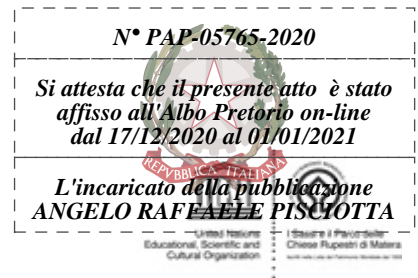 N° PAP-05765-2020
Si attesta che il presente atto è stato
affisso all'Albo Pretorio on-line
dal 17/12/2020 al 01/01/2021
REPVBBLICA ITALIANA
L'incaricato della pubblicazione
ANGELO RAFFAELE PISCIOTTA
United Nations
Educational, Scientific and
Cultural Organization
I Sassi e il Parco delle
Chiese Rupestri di Matera